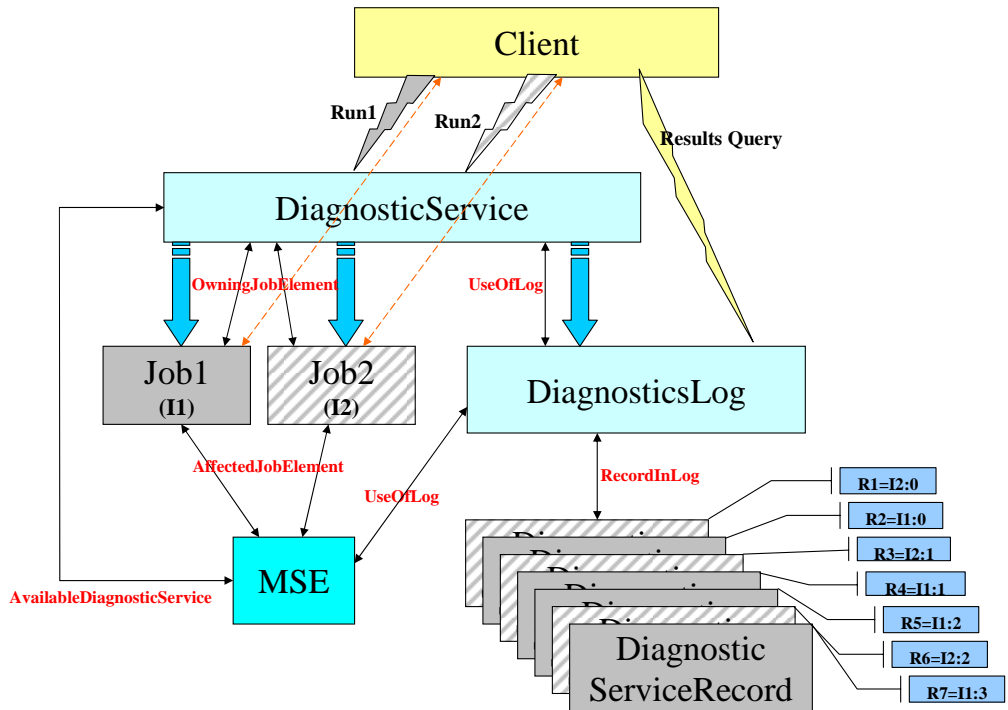 Client
Run1
Run2
Results Query
DiagnosticService
OwningJobElement
UseOfLog
Job1
(I1)
Job2
(I2)
DiagnosticsLog
AffectedJobElement
UseOfLog
RecordInLog
MSE
AvailableDiagnosticService
R1=I2:0
R2=I1:0
R3=I2:1
R4=I1:1
R5=I1:2
R6=I2:2
R7=I1:3
Diagnostic
ServiceRecord